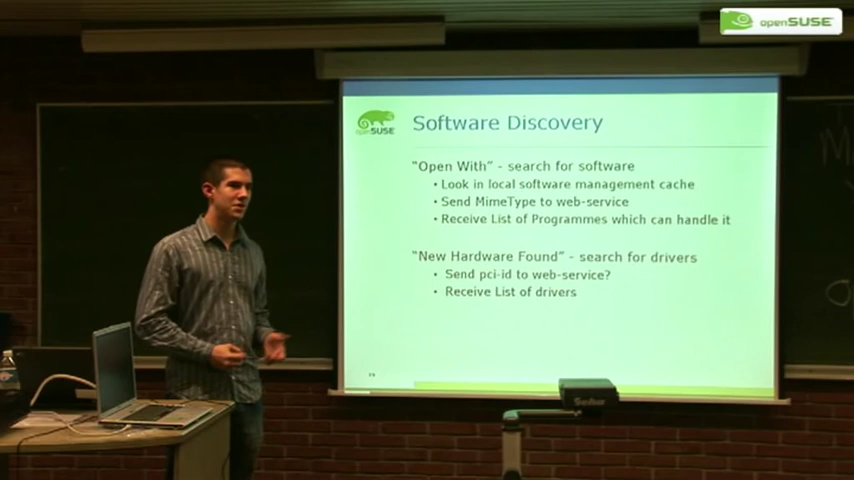 openSUSE
openSUSE
Software Discovery
"Open With" - search for software
• Look in local software management cache
• Send MimeType to web-service
• Receive List of Programmes which can handle it
"New Hardware Found" - search for drivers
• Send pci-id to web-service?
• Receive List of drivers